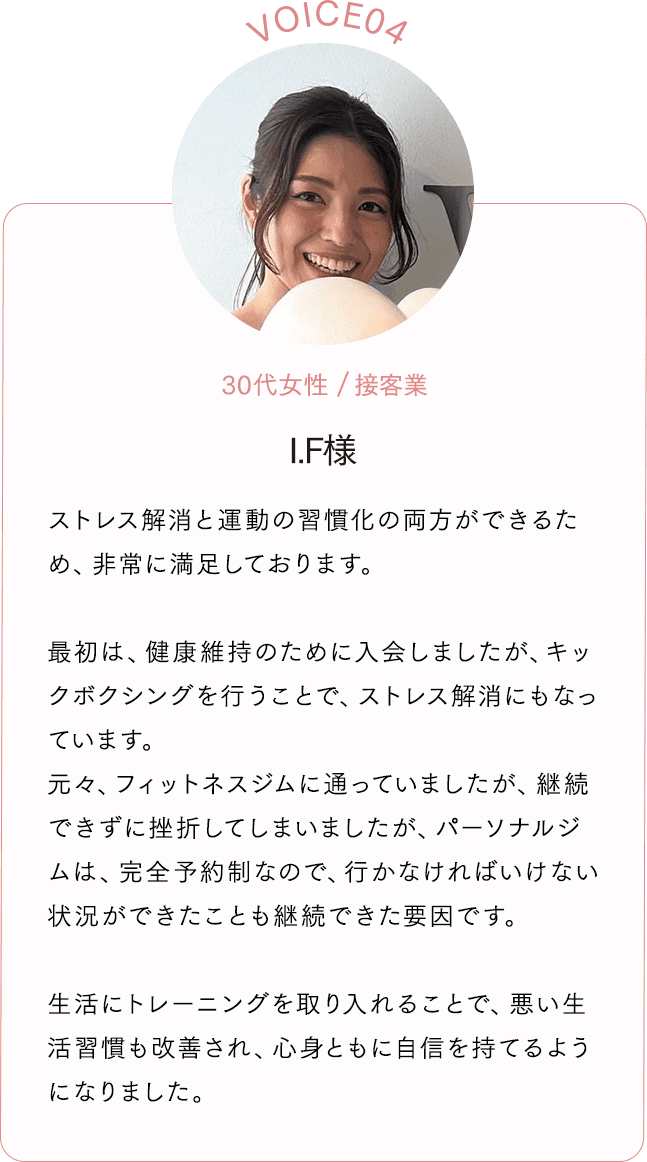 VOICE04
30代女性 / 接客業
I.F様
ストレス解消と運動の習慣化の両方ができるた
め、非常に満足しております。
最初は、健康維持のために入会しましたが、キッ
クボクシングを行うことで、ストレス解消にもなっ
ています。
元々、フィットネスジムに通っていましたが、継続
できずに挫折してしまいましたが、パーソナルジ
ムは、完全予約制なので、行かなければいけない
状況ができたことも継続できた要因です。
生活にトレーニングを取り入れることで、悪い生
活習慣も改善され、心身ともに自信を持てるよう
になりました。